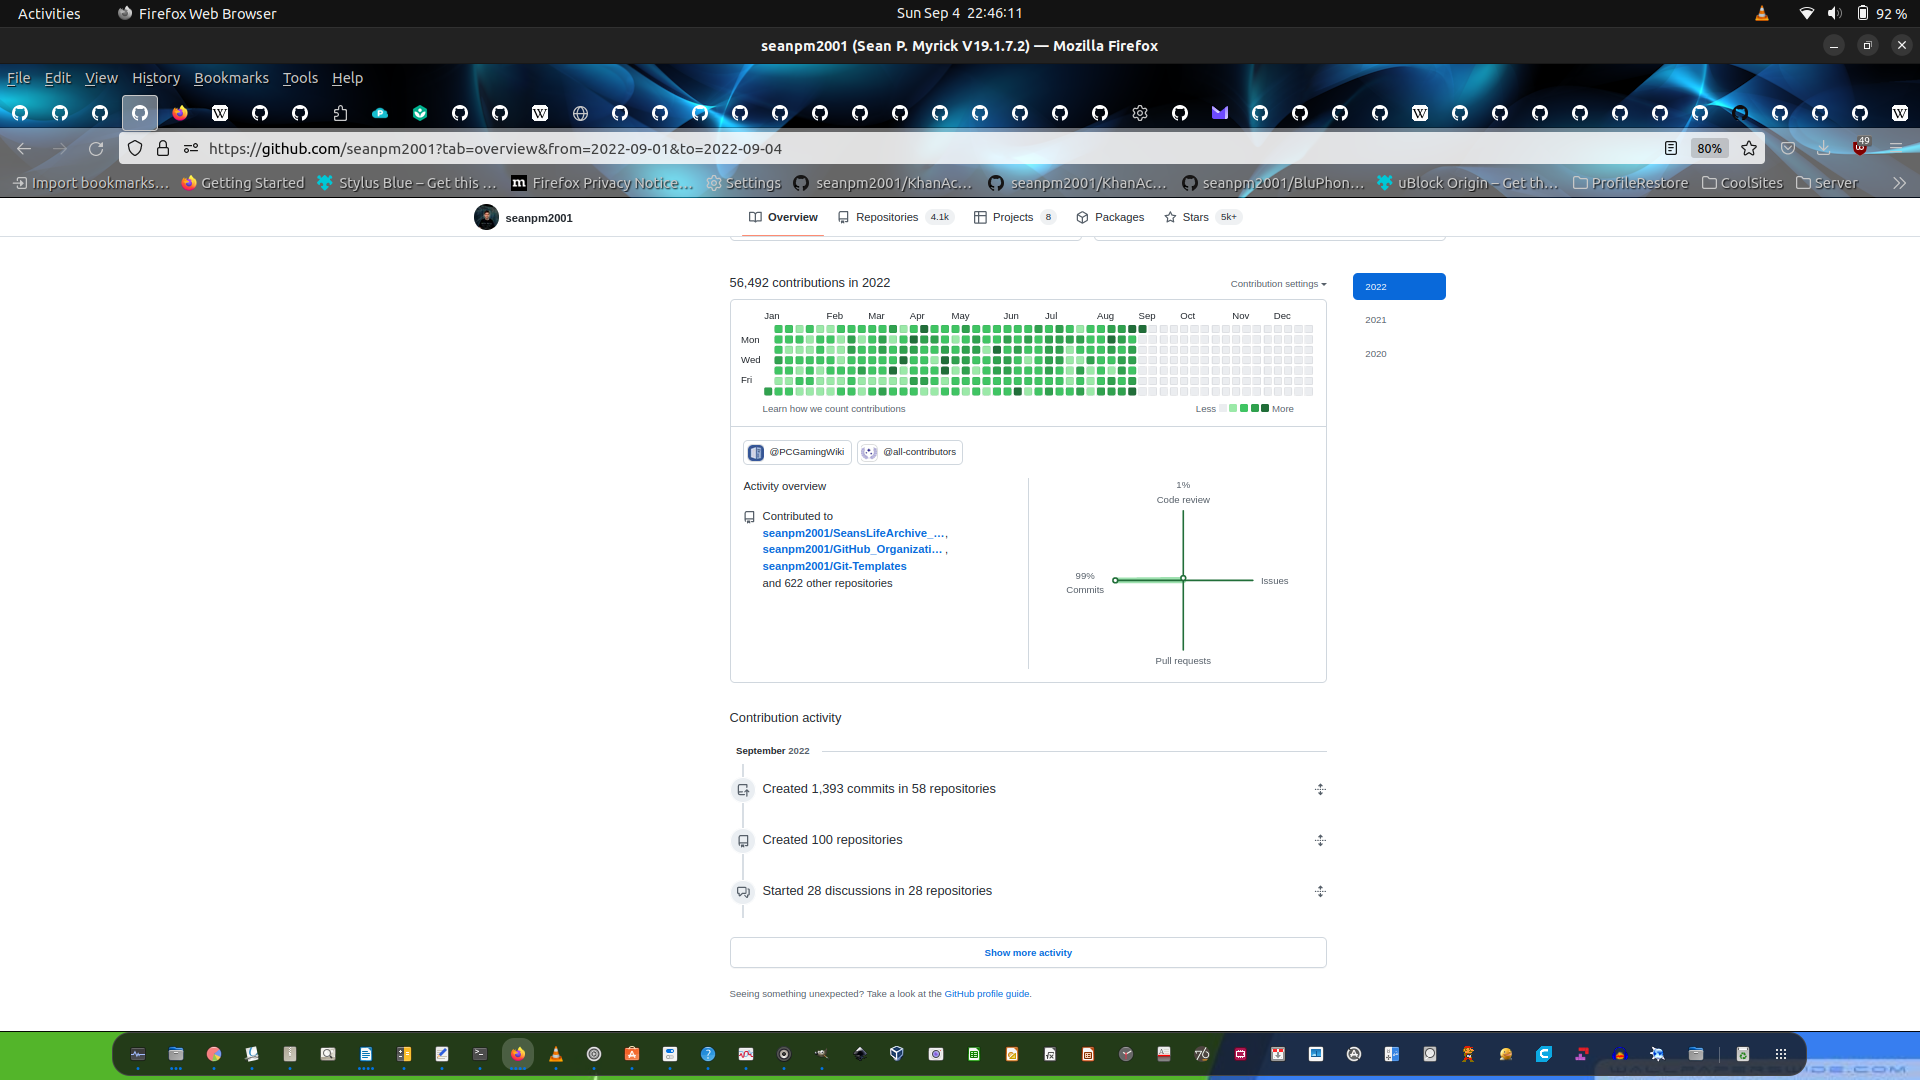 Activities
Firefox Web Browser
Sun Sep 4 22:46:11
92 %
seanpm2001 (Sean P. Myrick V19.1.7.2) — Mozilla Firefox
File Edit View History Bookmarks Tools Help
https://github.com/seanpm2001?tab=overview&from=2022-09-01&to=2022-09-04
80%
49
Import bookmarks…
Getting Started
Stylus Blue – Get this …
Firefox Privacy Notice…
Settings
seanpm2001/KhanAc…
seanpm2001/KhanAc…
seanpm2001/BluPhon…
uBlock Origin – Get th…
ProfileRestore
CoolSites
Server
seanpm2001
Overview
Repositories 4.1k
Projects 8
Packages
Stars 5k+
56,492 contributions in 2022
Contribution settings
2022
2021
2020
Jan Feb Mar Apr May Jun Jul Aug Sep Oct Nov Dec
Mon
Wed
Fri
Learn how we count contributions
Less
More
@PCGamingWiki
@all-contributors
Activity overview
Contributed to
seanpm2001/SeansLifeArchive_…,
seanpm2001/GitHub_Organizati… ,
seanpm2001/Git-Templates
and 622 other repositories
1%
Code review
99%
Commits
Issues
Pull requests
Contribution activity
September 2022
Created 1,393 commits in 58 repositories
Created 100 repositories
Started 28 discussions in 28 repositories
Show more activity
Seeing something unexpected? Take a look at the GitHub profile guide.
76
WALLPAPERSWIDE.COM